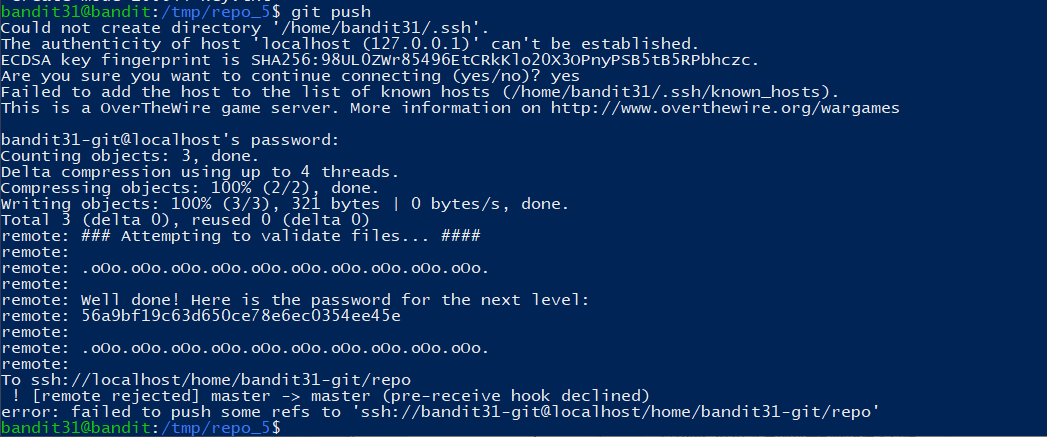 bandit31@bandit:/tmp/repo_5$ git push
Could not create directory '/home/bandit31/.ssh'.
The authenticity of host 'localhost (127.0.0.1)' can't be established.
ECDSA key fingerprint is SHA256:98UL0ZWr85496EtCRkKlo20X3OPnyPSB5tB5RPbhczc.
Are you sure you want to continue connecting (yes/no)? yes
Failed to add the host to the list of known hosts (/home/bandit31/.ssh/known_hosts).
This is a OverTheWire game server. More information on http://www.overthewire.org/wargames
bandit31-git@localhost's password:
Counting objects: 3, done.
Delta compression using up to 4 threads.
Compressing objects: 100% (2/2), done.
Writing objects: 100% (3/3), 321 bytes | 0 bytes/s, done.
Total 3 (delta 0), reused 0 (delta 0)
remote: ### Attempting to validate files... ####
remote:
remote: .oOo.oOo.oOo.oOo.oOo.oOo.oOo.oOo.oOo.oOo.
remote:
remote: Well done! Here is the password for the next level:
remote: 56a9bf19c63d650ce78e6ec0354ee45e
remote:
remote: .oOo.oOo.oOo.oOo.oOo.oOo.oOo.oOo.oOo.oOo.
remote:
To ssh://localhost/home/bandit31-git/repo
! [remote rejected] master -> master (pre-receive hook declined)
error: failed to push some refs to 'ssh://bandit31-git@localhost/home/bandit31-git/repo'
bandit31@bandit:/tmp/repo_5$